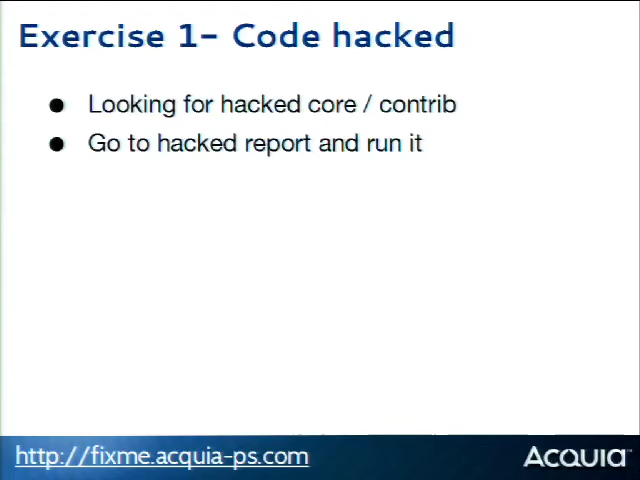 Exercise 1– Code hacked
● Looking for hacked core / contrib
● Go to hacked report and run it
http://fixme.acquia-ps.com
Acquia